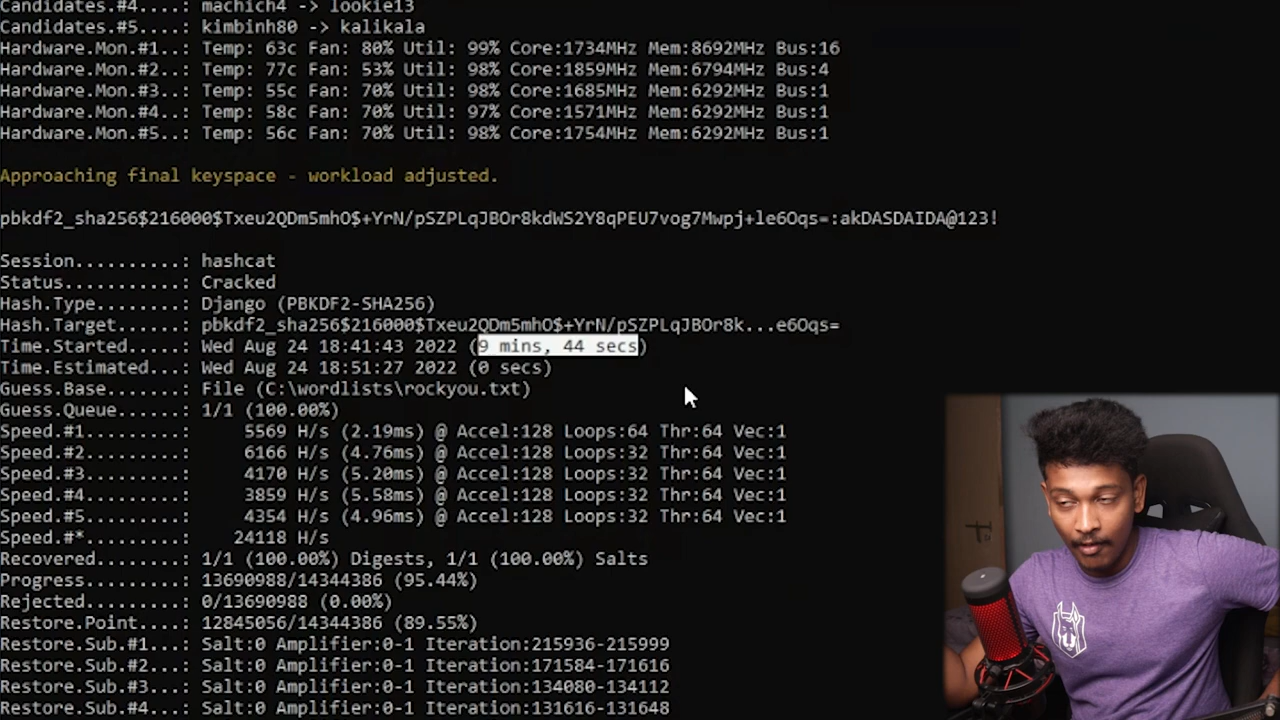 Candidates.#4....: machich4 -> lookie13
Candidates.#5....: kimbinh80 -> kalikala
Hardware.Mon.#1..: Temp: 63c Fan: 80% Util: 99% Core:1734MHz Mem:8692MHz Bus:16
Hardware.Mon.#2..: Temp: 77c Fan: 53% Util: 98% Core:1859MHz Mem:6794MHz Bus:4
Hardware.Mon.#3..: Temp: 55c Fan: 70% Util: 98% Core:1685MHz Mem:6292MHz Bus:1
Hardware.Mon.#4..: Temp: 58c Fan: 70% Util: 97% Core:1571MHz Mem:6292MHz Bus:1
Hardware.Mon.#5..: Temp: 56c Fan: 70% Util: 98% Core:1754MHz Mem:6292MHz Bus:1
Approaching final keyspace - workload adjusted.
pbkdf2_sha256$216000$Txeu2QDm5mhO$+YrN/pSZPLqJBOr8kdWS2Y8qPEU7vog7Mwpj+le6Oqs=:akDASDAIDA@123!
Session..........: hashcat
Status...........: Cracked
Hash.Type........: Django (PBKDF2-SHA256)
Hash.Target......: pbkdf2_sha256$216000$Txeu2QDm5mhO$+YrN/pSZPLqJBOr8k...e6Oqs=
Time.Started.....: Wed Aug 24 18:41:43 2022 (9 mins, 44 secs)
Time.Estimated...: Wed Aug 24 18:51:27 2022 (0 secs)
Guess.Base.......: File (C:\wordlists\rockyou.txt)
Guess.Queue......: 1/1 (100.00%)
Speed.#1.........:     5569 H/s (2.19ms) @ Accel:128 Loops:64 Thr:64 Vec:1
Speed.#2.........:     6166 H/s (4.76ms) @ Accel:128 Loops:32 Thr:64 Vec:1
Speed.#3.........:     4170 H/s (5.20ms) @ Accel:128 Loops:32 Thr:64 Vec:1
Speed.#4.........:     3859 H/s (5.58ms) @ Accel:128 Loops:32 Thr:64 Vec:1
Speed.#5.........:     4354 H/s (4.96ms) @ Accel:128 Loops:32 Thr:64 Vec:1
Speed.#*.........:    24118 H/s
Recovered........: 1/1 (100.00%) Digests, 1/1 (100.00%) Salts
Progress.........: 13690988/14344386 (95.44%)
Rejected.........: 0/13690988 (0.00%)
Restore.Point....: 12845056/14344386 (89.55%)
Restore.Sub.#1...: Salt:0 Amplifier:0-1 Iteration:215936-215999
Restore.Sub.#2...: Salt:0 Amplifier:0-1 Iteration:171584-171616
Restore.Sub.#3...: Salt:0 Amplifier:0-1 Iteration:134080-134112
Restore.Sub.#4...: Salt:0 Amplifier:0-1 Iteration:131616-131648